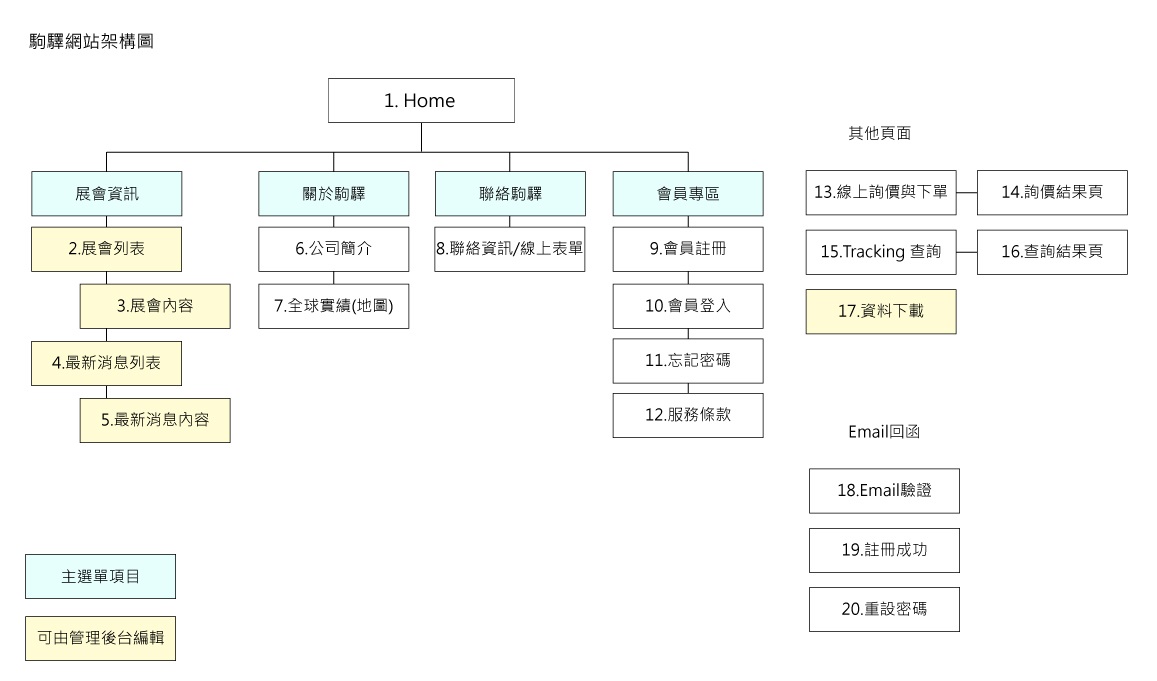 駒驛網站架構圖
1. Home
其他頁面
展會資訊
關於駒驛
聯絡駒驛
會員專區
13.線上詢價與下單
14.詢價結果頁
2.展會列表
6.公司簡介
8.聯絡資訊/線上表單
9.會員註冊
15.Tracking 查詢
16.查詢結果頁
3.展會內容
7.全球實績(地圖)
10.會員登入
17.資料下載
4.最新消息列表
11.忘記密碼
5.最新消息內容
12.服務條款
Email回函
18.Email驗證
19.註冊成功
20.重設密碼
主選單項目
可由管理後台編輯